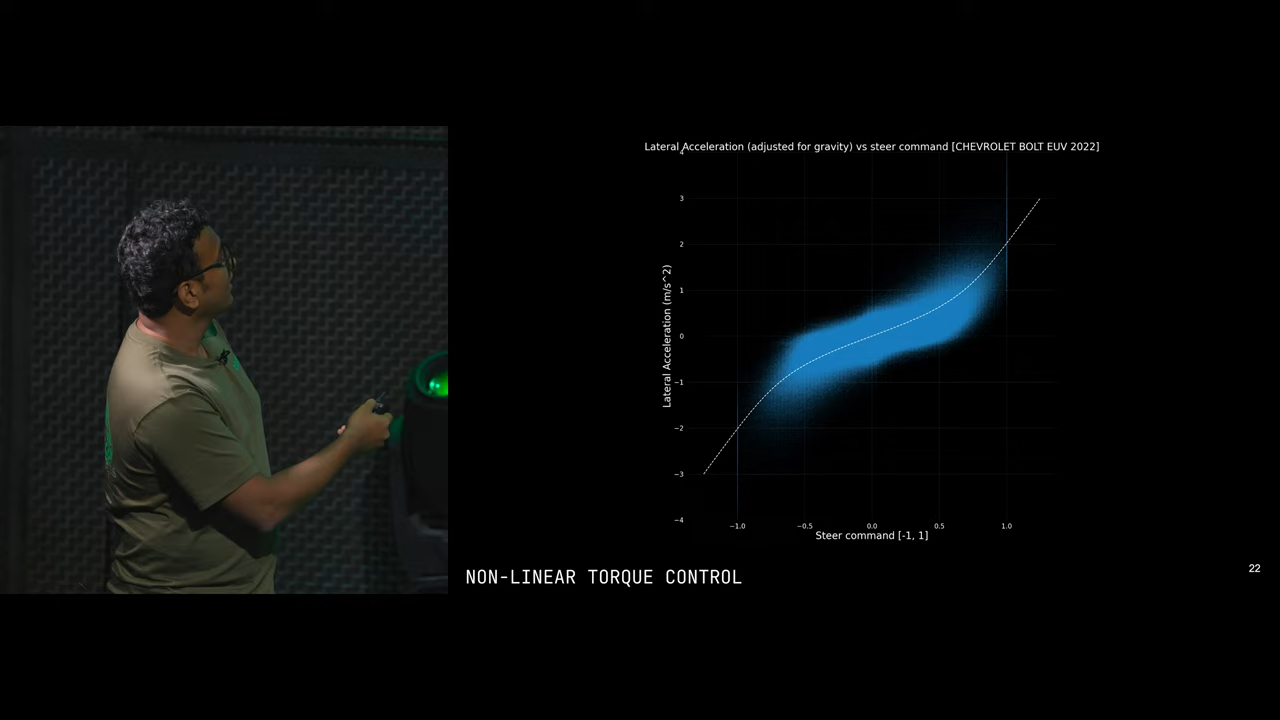 Lateral Acceleration (adjusted for gravity) vs steer command [CHEVROLET BOLT EUV 2022]
4
3
2
1
0
−1
−2
−3
−4
Lateral Acceleration (m/s^2)
−1.0 −0.5 0.0 0.5 1.0
Steer command [-1, 1]
NON-LINEAR TORQUE CONTROL
22